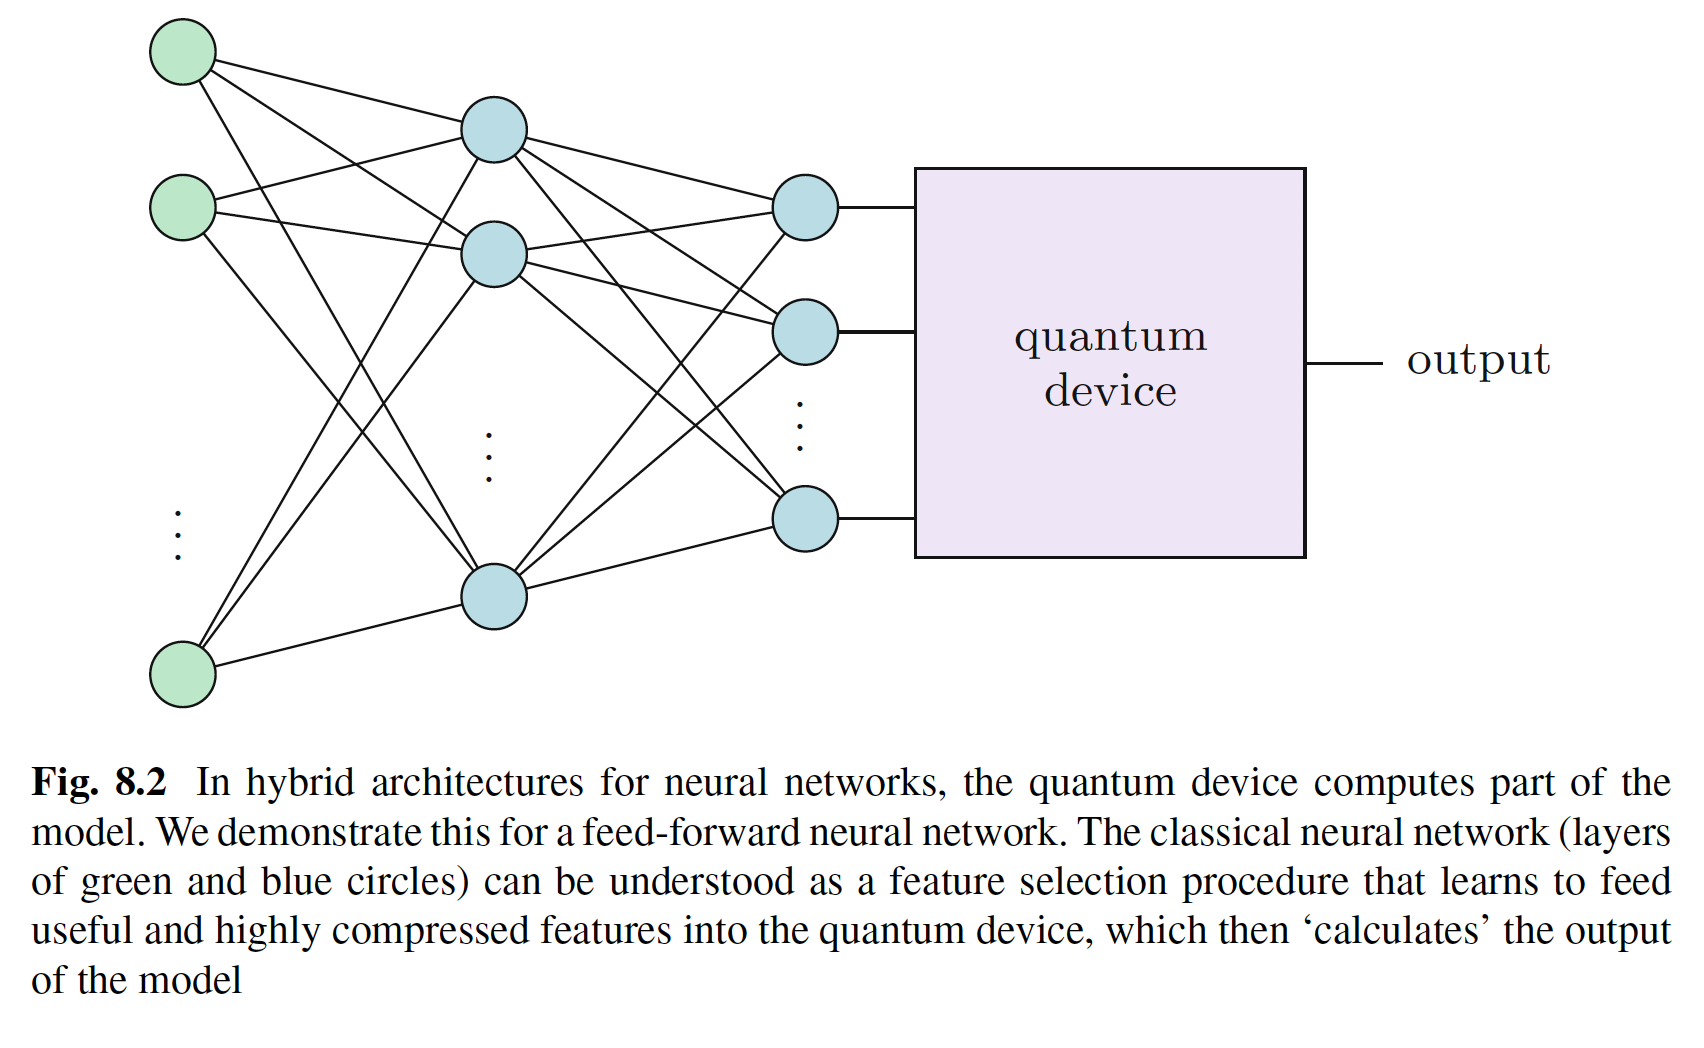 quantum
device
output
Fig. 8.2 In hybrid architectures for neural networks, the quantum device computes part of the
model. We demonstrate this for a feed-forward neural network. The classical neural network (layers
of green and blue circles) can be understood as a feature selection procedure that learns to feed
useful and highly compressed features into the quantum device, which then ‘calculates’ the output
of the model